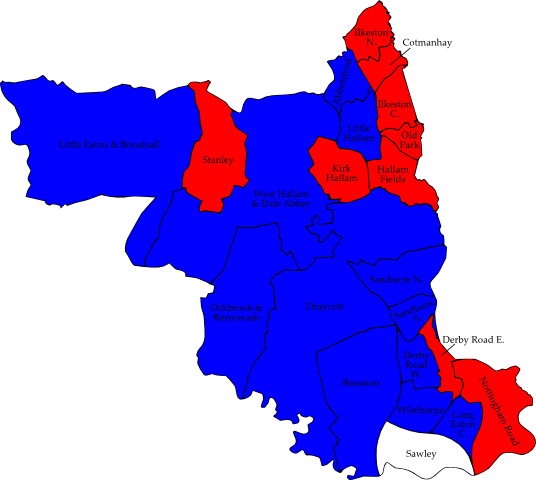 Ilkeston
N.
Cotmanhay
Abbotsford
Ilkeston
C.
Little
Hallam
Old
Park
Little Eaton & Breadsall
Stanley
Kirk
Hallam
Hallam
Fields
West Hallam
& Dale Abbey
Sandiacre N.
Ockbrook &
Borrowash
Draycott
Sandiacre
S.
Derby Road E.
Derby
Road
W.
Breaston
Nottingham Road
Wilsthorpe
Long
Eaton
C.
Sawley